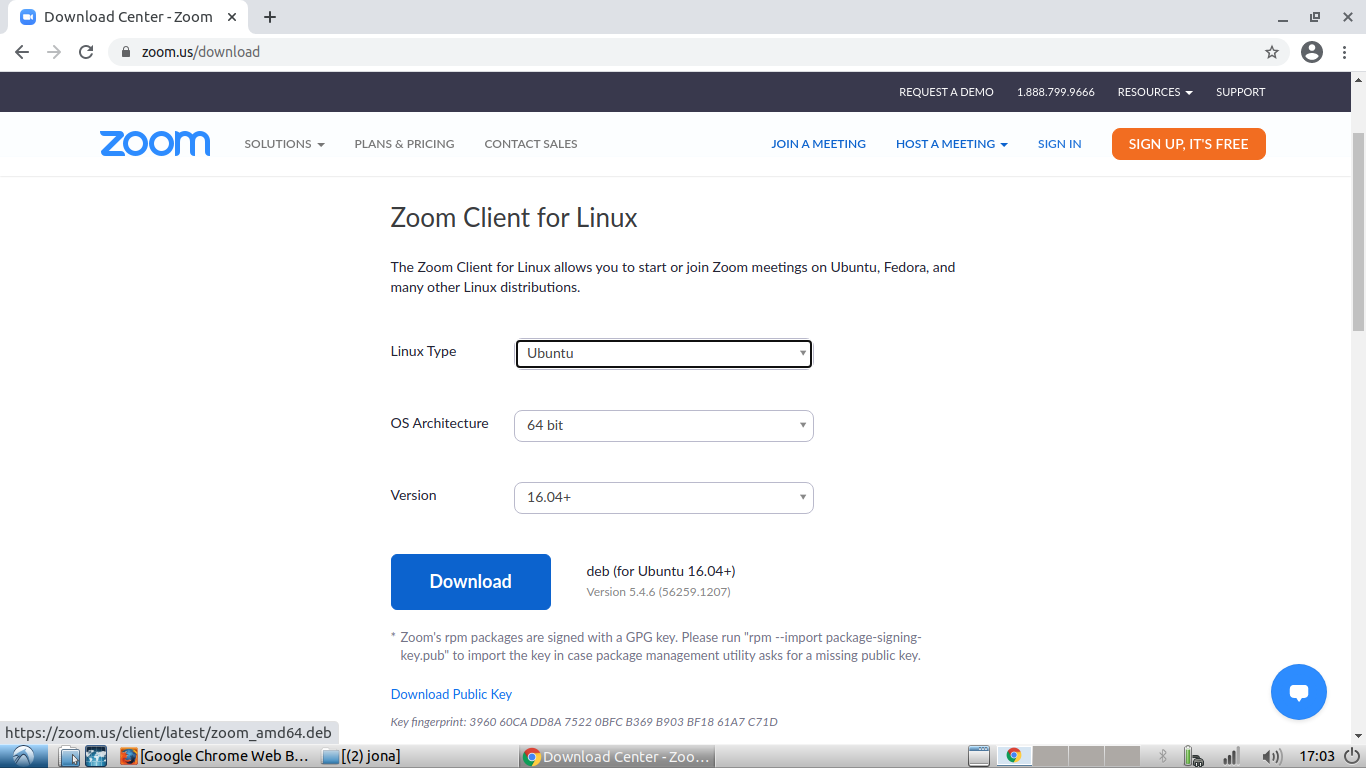 Download Center - Zoom
zoom.us/download
REQUEST A DEMO 1.888.799.9666 RESOURCES SUPPORT
zoom SOLUTIONS PLANS & PRICING CONTACT SALES JOIN A MEETING HOST A MEETING SIGN IN SIGN UP, IT'S FREE
Zoom Client for Linux
The Zoom Client for Linux allows you to start or join Zoom meetings on Ubuntu, Fedora, and
many other Linux distributions.
Linux Type Ubuntu
OS Architecture 64 bit
Version 16.04+
Download deb (for Ubuntu 16.04+)
Version 5.4.6 (56259.1207)
* Zoom's rpm packages are signed with a GPG key. Please run "rpm --import package-signing-
key.pub" to import the key in case package management utility asks for a missing public key.
Download Public Key
Key fingerprint: 3960 60CA DD8A 7522 0BFC B369 B903 BF18 61A7 C71D
https://zoom.us/client/latest/zoom_amd64.deb
[Google Chrome Web B... [(2) jona] Download Center - Zoo... 17:03